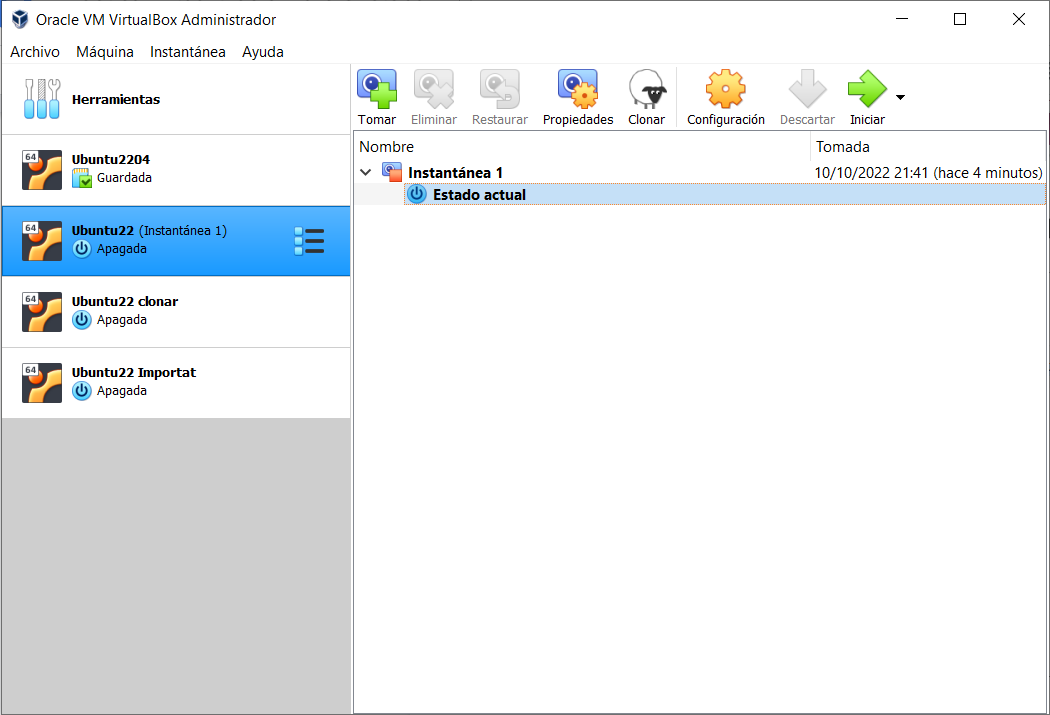 Oracle VM VirtualBox Administrador
Archivo Máquina Instantánea Ayuda
Herramientas
64
Ubuntu2204
Guardada
64
Ubuntu22 (Instantánea 1)
Apagada
64
Ubuntu22 clonar
Apagada
64
Ubuntu22 Importat
Apagada
Tomar Eliminar Restaurar Propiedades Clonar Configuración Descartar Iniciar
Nombre Tomada
Instantánea 1 10/10/2022 21:41 (hace 4 minutos)
Estado actual